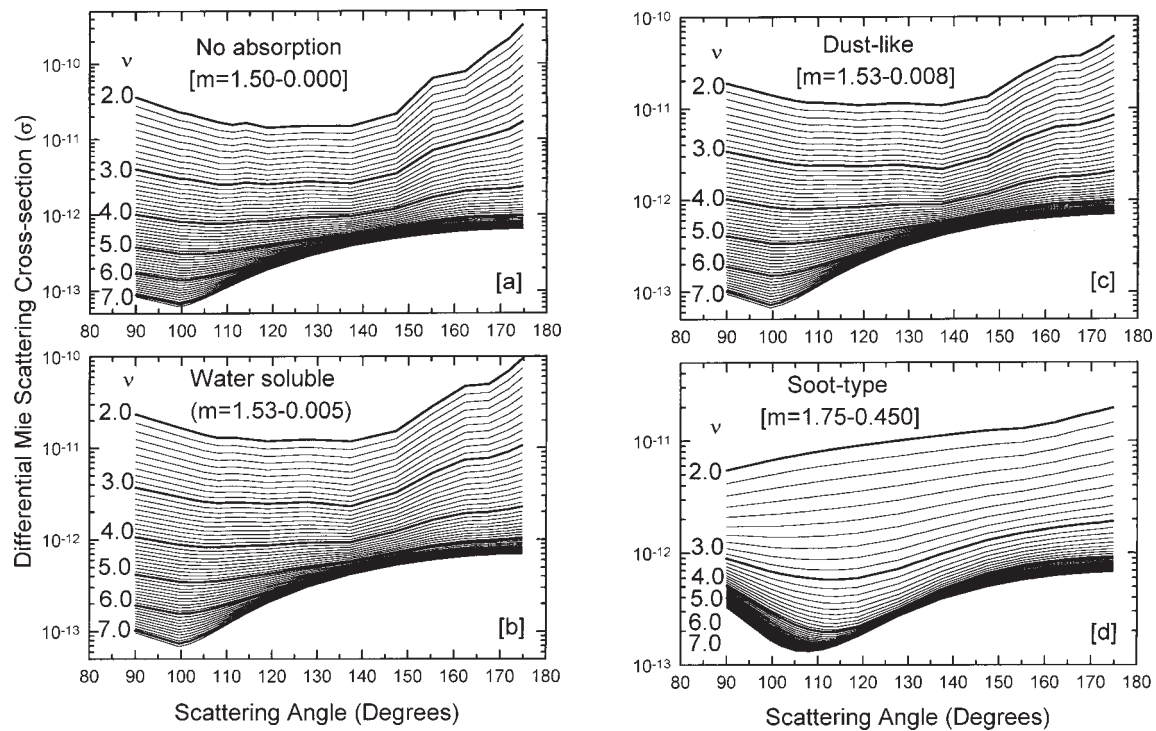 Differential Mie Scattering Cross-section (σ)
10⁻¹⁰
10⁻¹¹
10⁻¹²
10⁻¹³
ν
2.0
3.0
4.0
5.0
6.0
7.0
No absorption
[m=1.50-0.000]
[a]
80 90 100 110 120 130 140 150 160 170 180
10⁻¹⁰
10⁻¹¹
10⁻¹²
10⁻¹³
ν
2.0
3.0
4.0
5.0
6.0
7.0
Water soluble
(m=1.53-0.005)
[b]
80 90 100 110 120 130 140 150 160 170 180
Scattering Angle (Degrees)
10⁻¹⁰
10⁻¹¹
10⁻¹²
10⁻¹³
ν
2.0
3.0
4.0
5.0
6.0
7.0
Dust-like
[m=1.53-0.008]
[c]
80 90 100 110 120 130 140 150 160 170 180
10⁻¹¹
10⁻¹²
10⁻¹³
ν
2.0
3.0
4.0
5.0
6.0
7.0
Soot-type
[m=1.75-0.450]
[d]
80 90 100 110 120 130 140 150 160 170 180
Scattering Angle (Degrees)